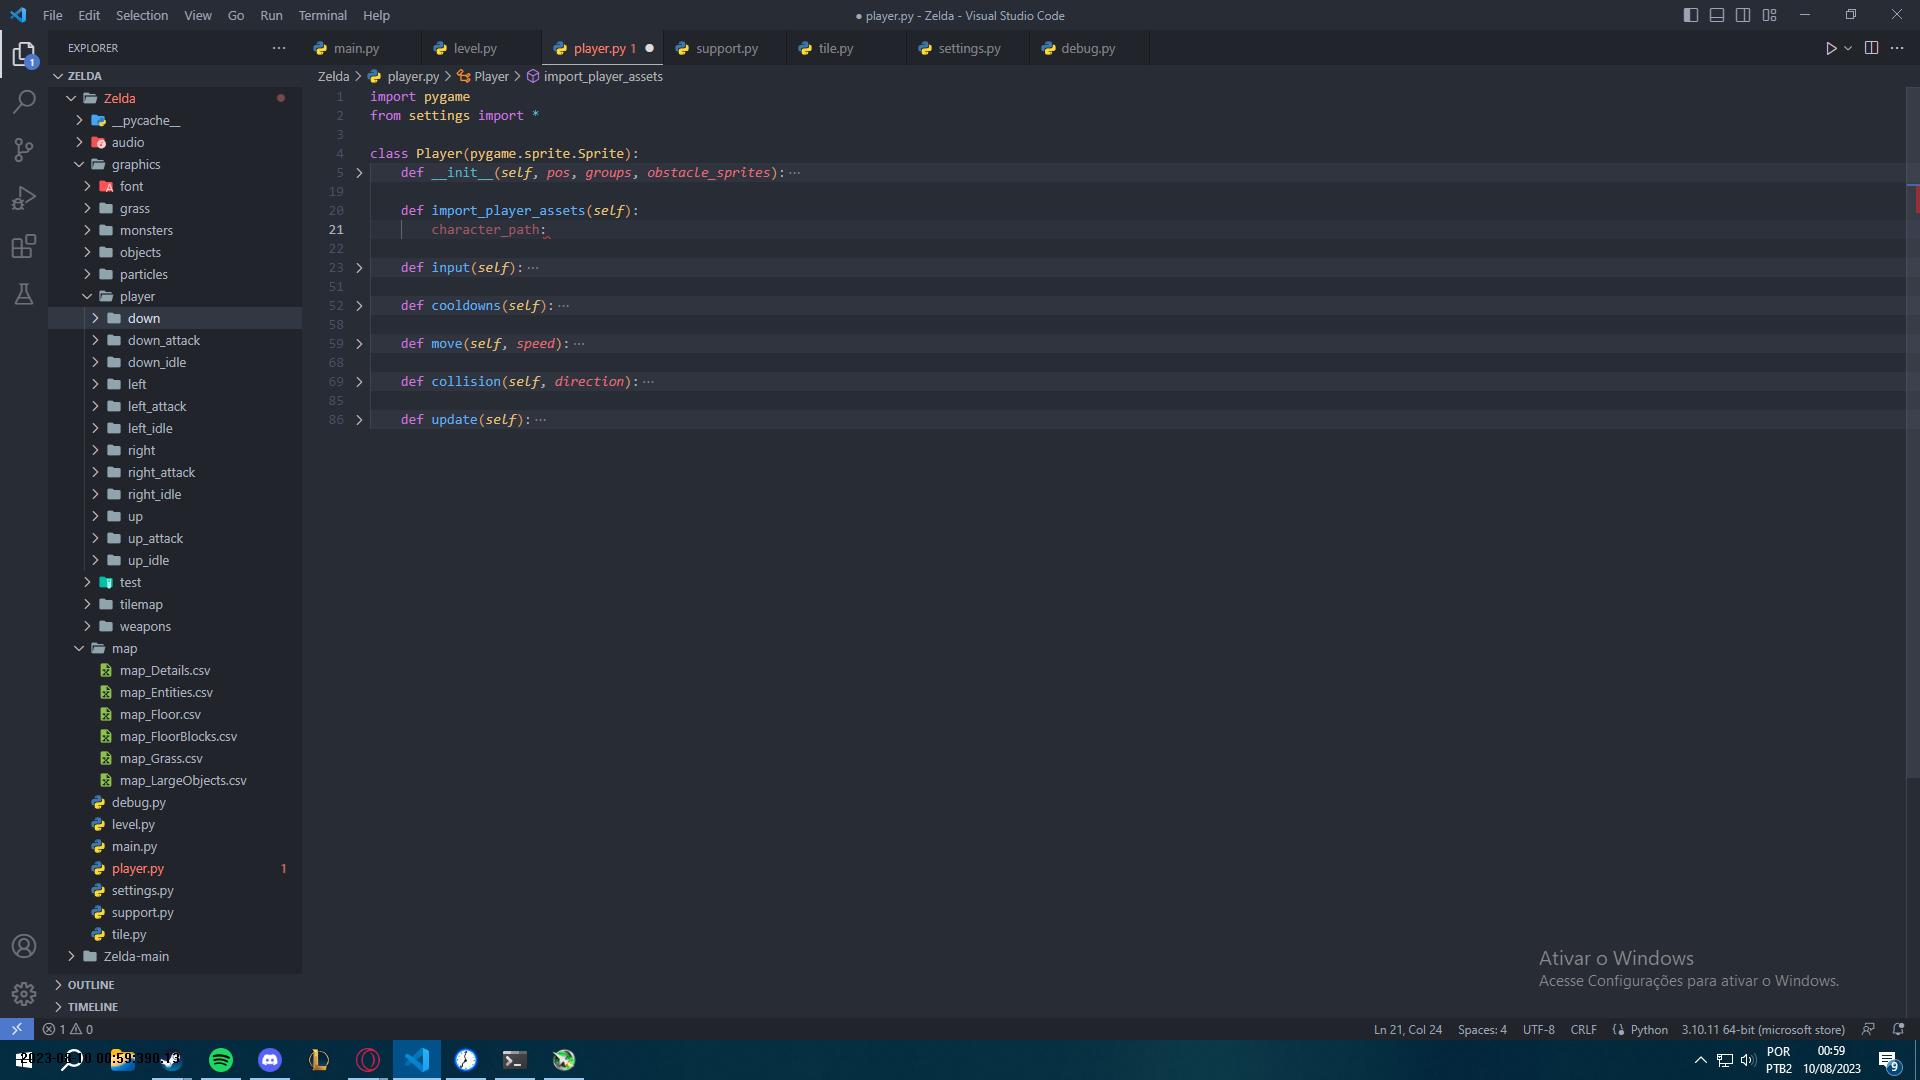 File Edit Selection View Go Run Terminal Help
● player.py - Zelda - Visual Studio Code
EXPLORER
main.py level.py player.py 1 support.py tile.py settings.py debug.py
1
ZELDA
Zelda > player.py > Player > import_player_assets
Zelda
__pycache__
audio
graphics
font
grass
monsters
objects
particles
player
down
down_attack
down_idle
left
left_attack
left_idle
right
right_attack
right_idle
up
up_attack
up_idle
test
tilemap
weapons
map
map_Details.csv
map_Entities.csv
map_Floor.csv
map_FloorBlocks.csv
map_Grass.csv
map_LargeObjects.csv
debug.py
level.py
main.py
player.py 1
settings.py
support.py
tile.py
Zelda-main
OUTLINE
TIMELINE
1 import pygame
2 from settings import *
3
4 class Player(pygame.sprite.Sprite):
5 def __init__(self, pos, groups, obstacle_sprites):···
19
20 def import_player_assets(self):
21 character_path:
22
23 def input(self):···
51
52 def cooldowns(self):···
58
59 def move(self, speed):···
68
69 def collision(self, direction):···
85
86 def update(self):···
Ativar o Windows
Acesse Configurações para ativar o Windows.
1 0
Ln 21, Col 24 Spaces: 4 UTF-8 CRLF Python 3.10.11 64-bit (microsoft store)
POR
PTB2
00:59
10/08/2023
9